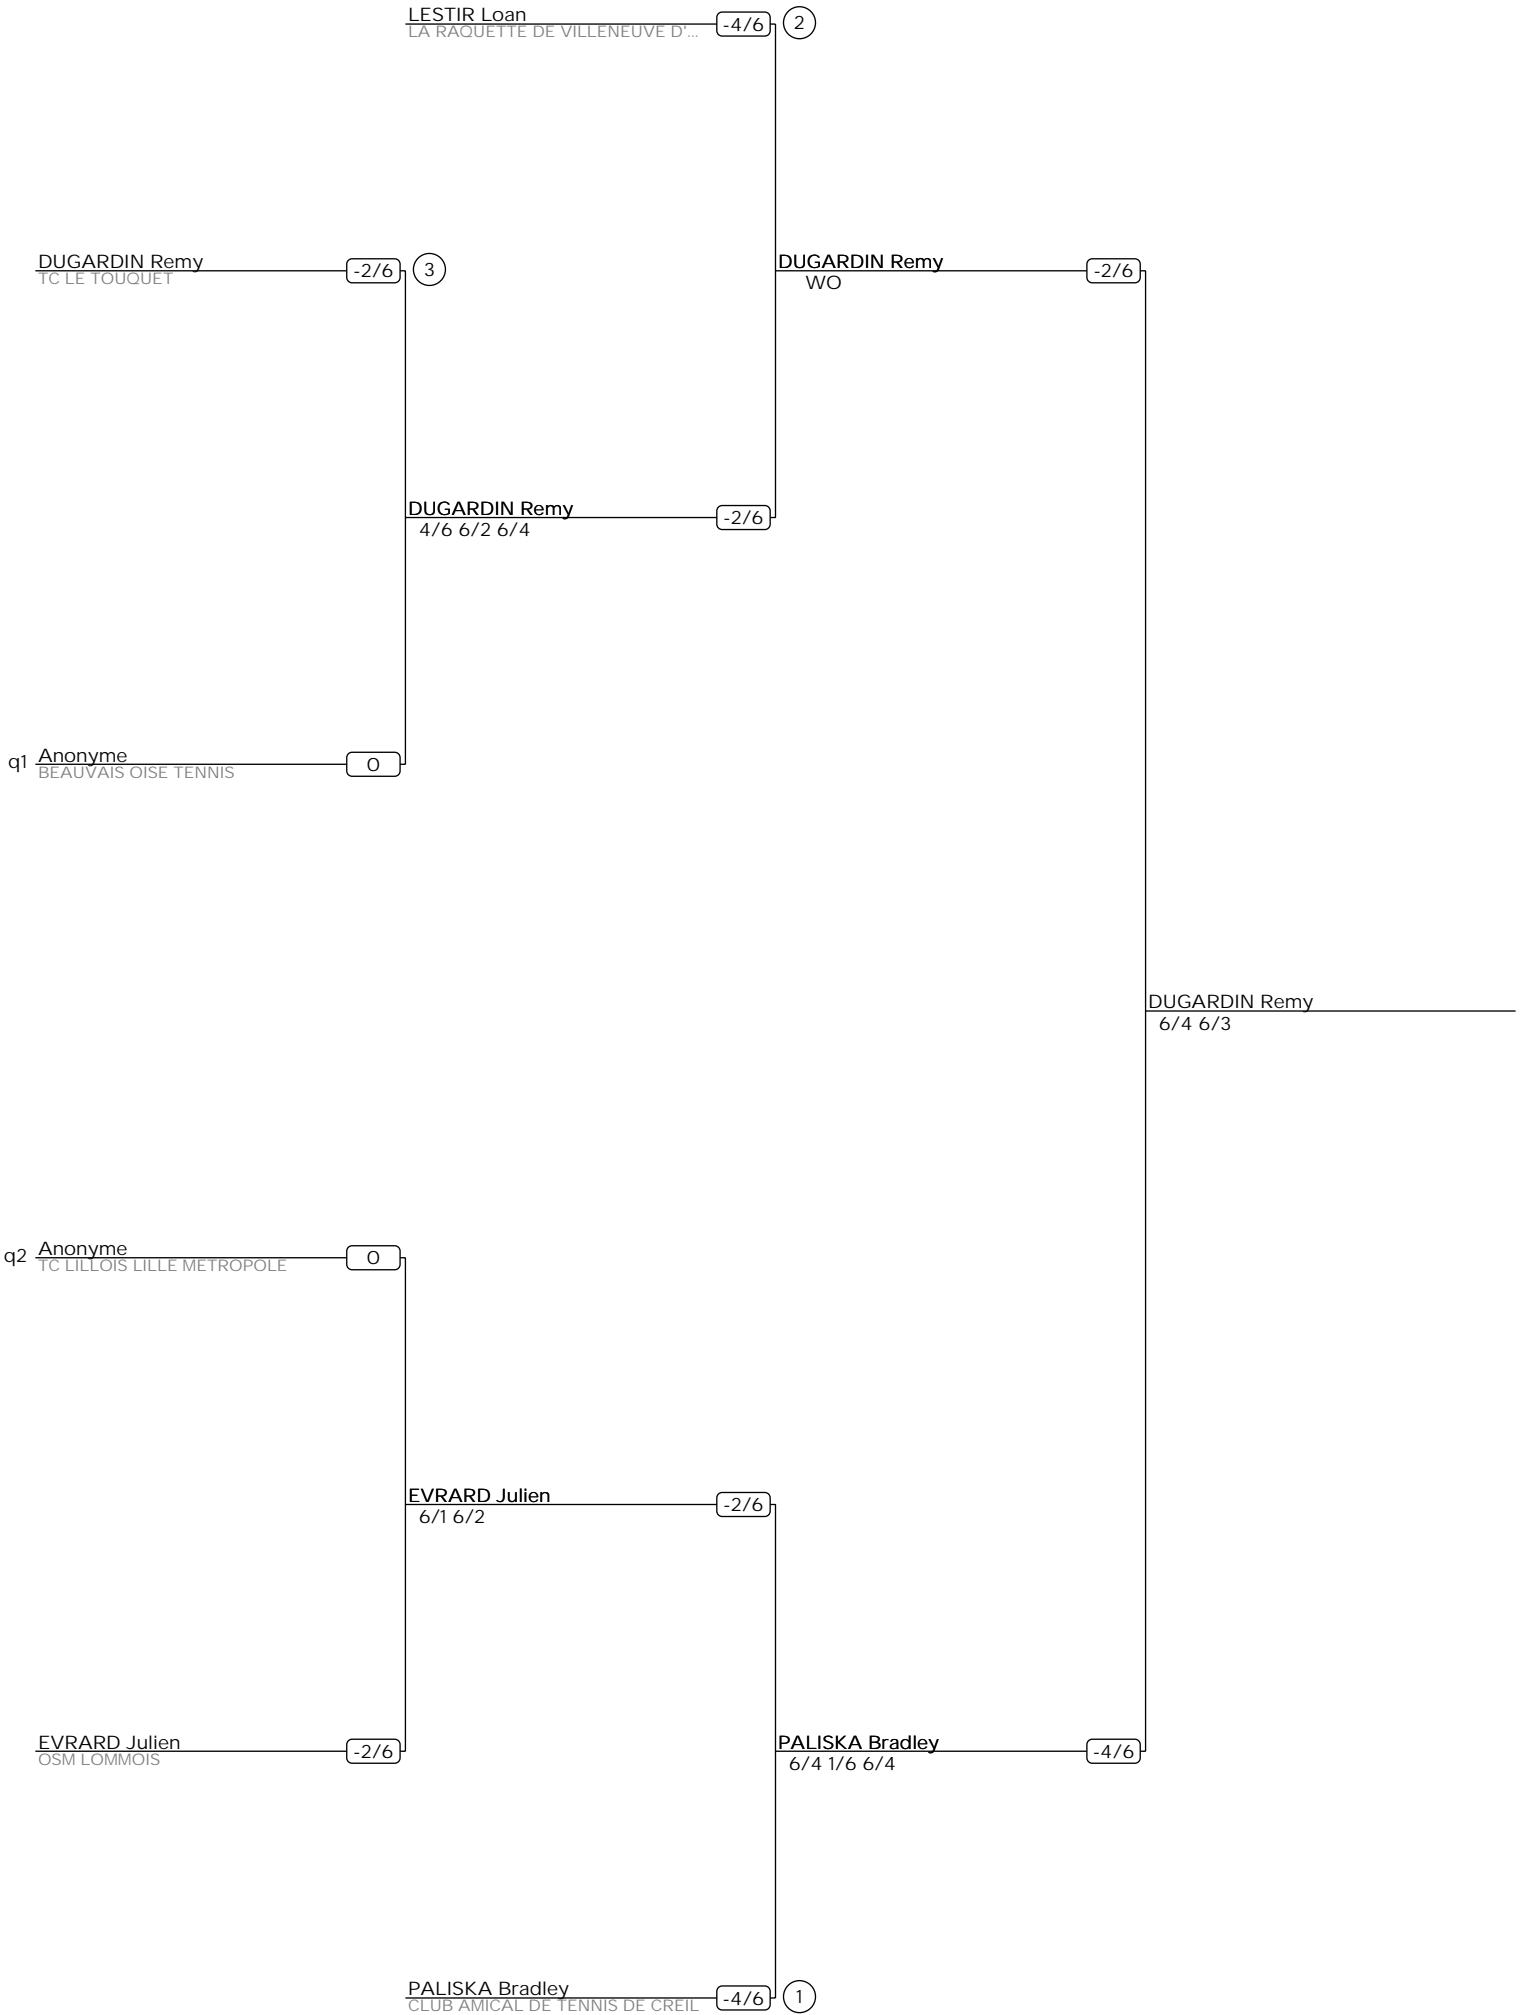 LESTIR Loan -4/6 2
LA RAQUETTE DE VILLENEUVE D'...
DUGARDIN Remy -2/6 3
TC LE TOUQUET
DUGARDIN Remy -2/6
WO
DUGARDIN Remy -2/6
4/6 6/2 6/4
q1 Anonyme 0
BEAUVAIS OISE TENNIS
DUGARDIN Remy
6/4 6/3
q2 Anonyme 0
TC LILLOIS LILLE METROPOLE
EVRARD Julien -2/6
6/1 6/2
EVRARD Julien -2/6
OSM LOMMOIS
PALISKA Bradley -4/6
6/4 1/6 6/4
PALISKA Bradley -4/6 1
CLUB AMICAL DE TENNIS DE CREIL